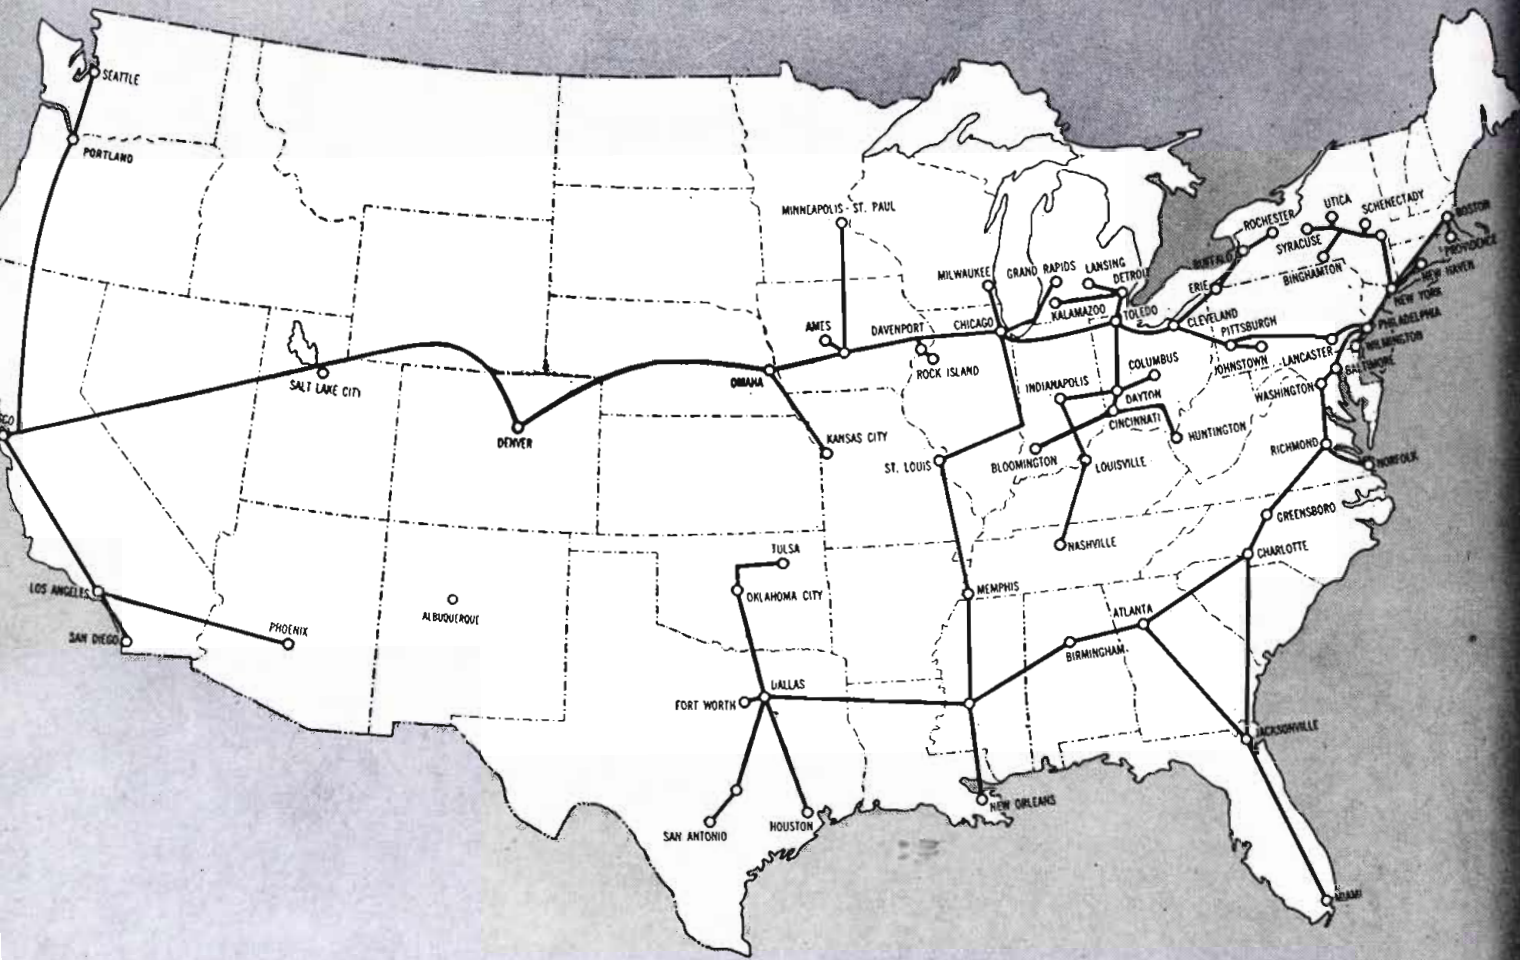 SEATTLE
PORTLAND
SALT LAKE CITY
DENVER
LOS ANGELES
SAN DIEGO
PHOENIX
ALBUQUERQUE
MINNEAPOLIS - ST. PAUL
AMES
OMAHA
KANSAS CITY
DAVENPORT
ROCK ISLAND
MILWAUKEE
CHICAGO
GRAND RAPIDS
LANSING
DETROIT
KALAMAZOO
TOLEDO
CLEVELAND
ERIE
BUFFALO
ROCHESTER
SYRACUSE
UTICA
SCHENECTADY
BINGHAMTON
BOSTON
PROVIDENCE
NEW HAVEN
NEW YORK
PHILADELPHIA
WILMINGTON
BALTIMORE
WASHINGTON
PITTSBURGH
JOHNSTOWN
LANCASTER
COLUMBUS
INDIANAPOLIS
DAYTON
CINCINNATI
HUNTINGTON
BLOOMINGTON
LOUISVILLE
ST. LOUIS
NASHVILLE
RICHMOND
NORFOLK
GREENSBORO
CHARLOTTE
MEMPHIS
ATLANTA
BIRMINGHAM
TULSA
OKLAHOMA CITY
DALLAS
FORT WORTH
SAN ANTONIO
HOUSTON
NEW ORLEANS
JACKSONVILLE
MIAMI